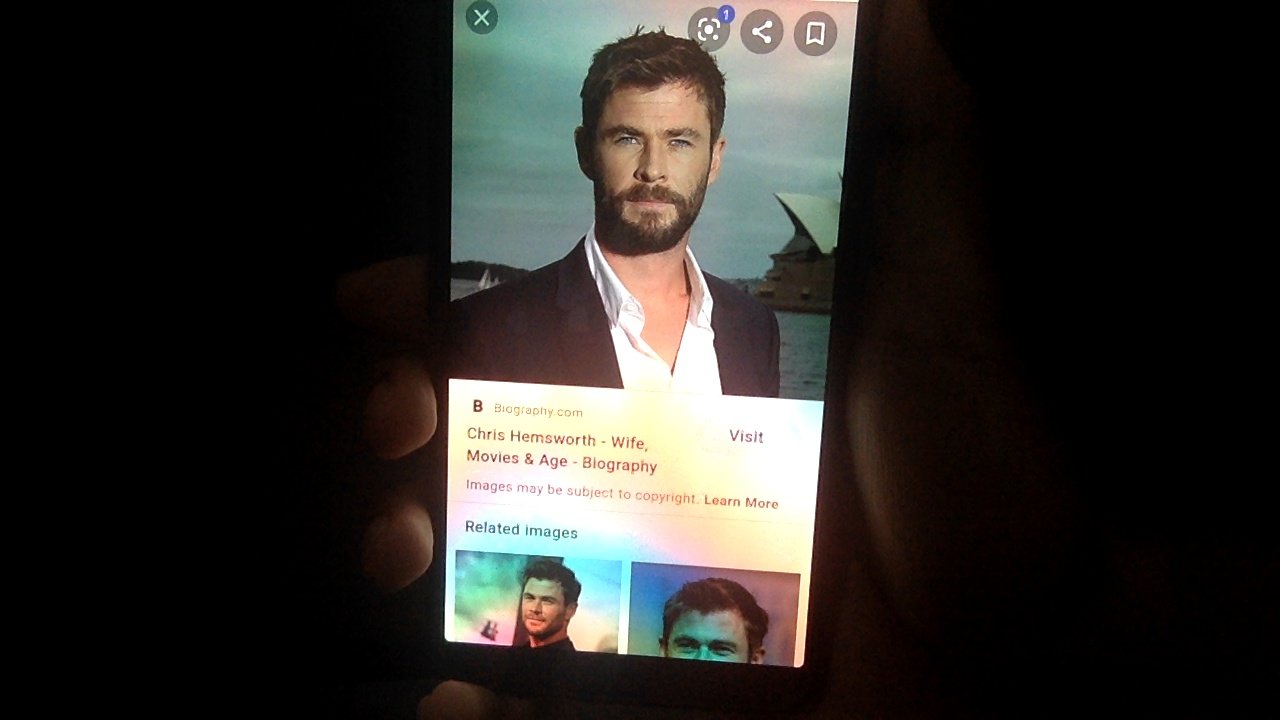 1
B Biography.com
Chris Hemsworth - Wife,
Movies & Age - Biography
Visit
Images may be subject to copyright. Learn More
Related images